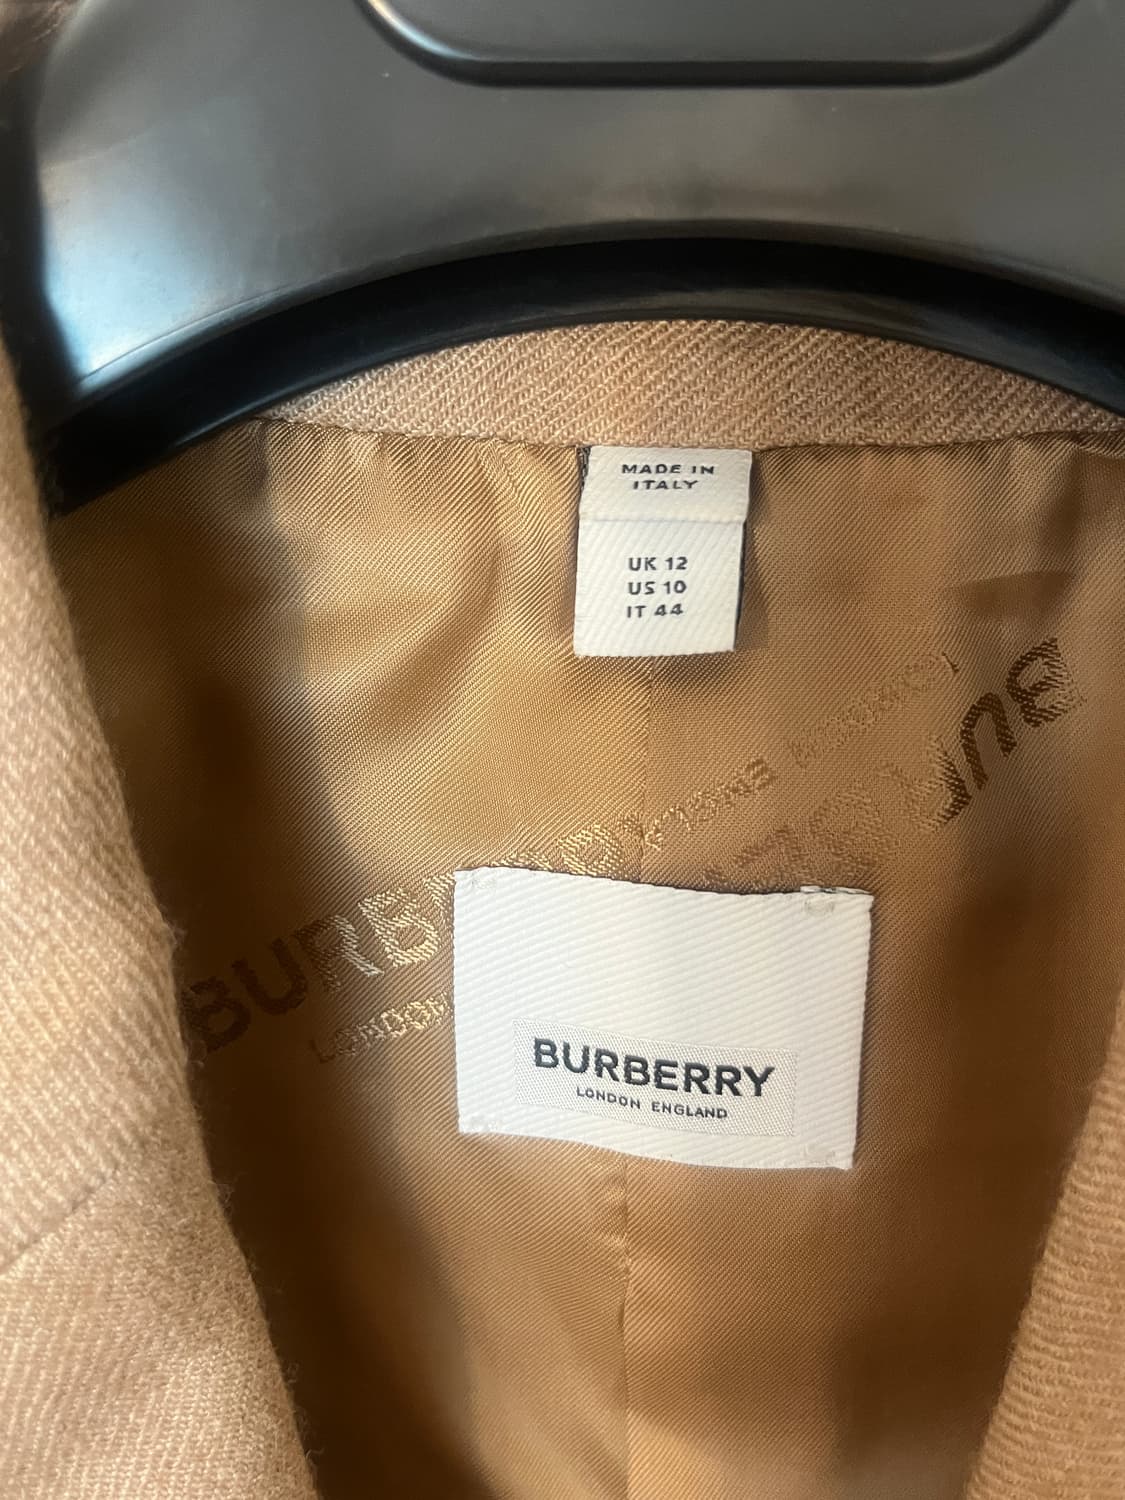 MADE IN
ITALY
UK 12
US 10
IT 44
BURBERRY
LONDON ENGLAND